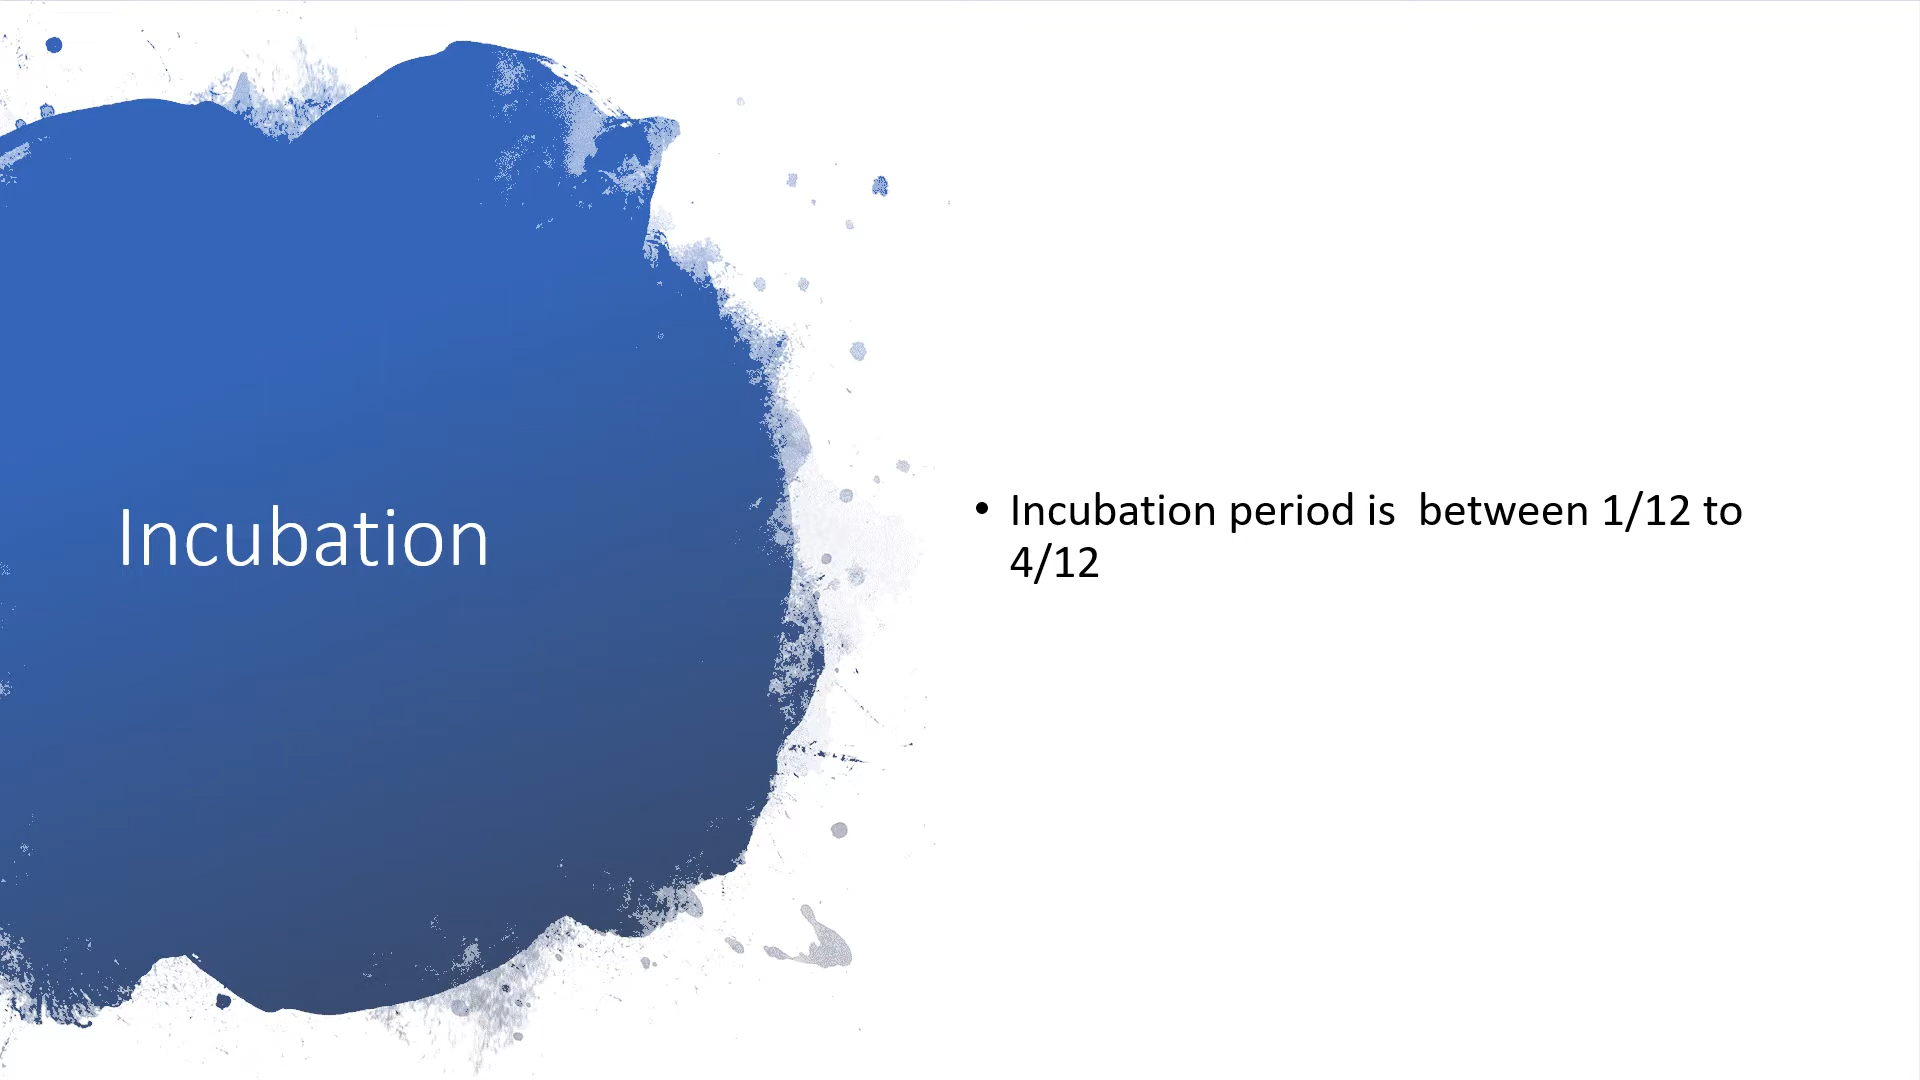 Incubation
• Incubation period is  between 1/12 to
4/12